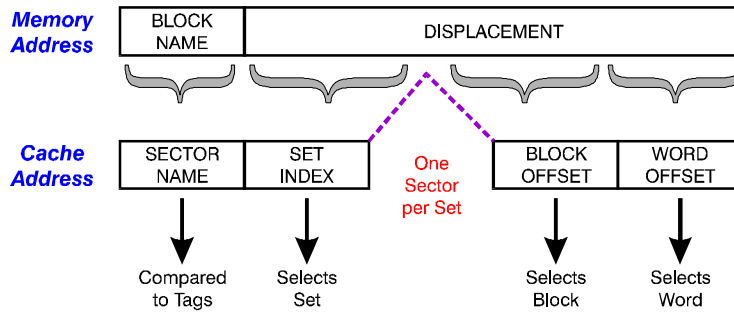 Memory
Address
BLOCK
NAME
DISPLACEMENT
Cache
Address
SECTOR
NAME
SET
INDEX
One
Sector
per Set
BLOCK
OFFSET
WORD
OFFSET
Compared
to Tags
Selects
Set
Selects
Block
Selects
Word